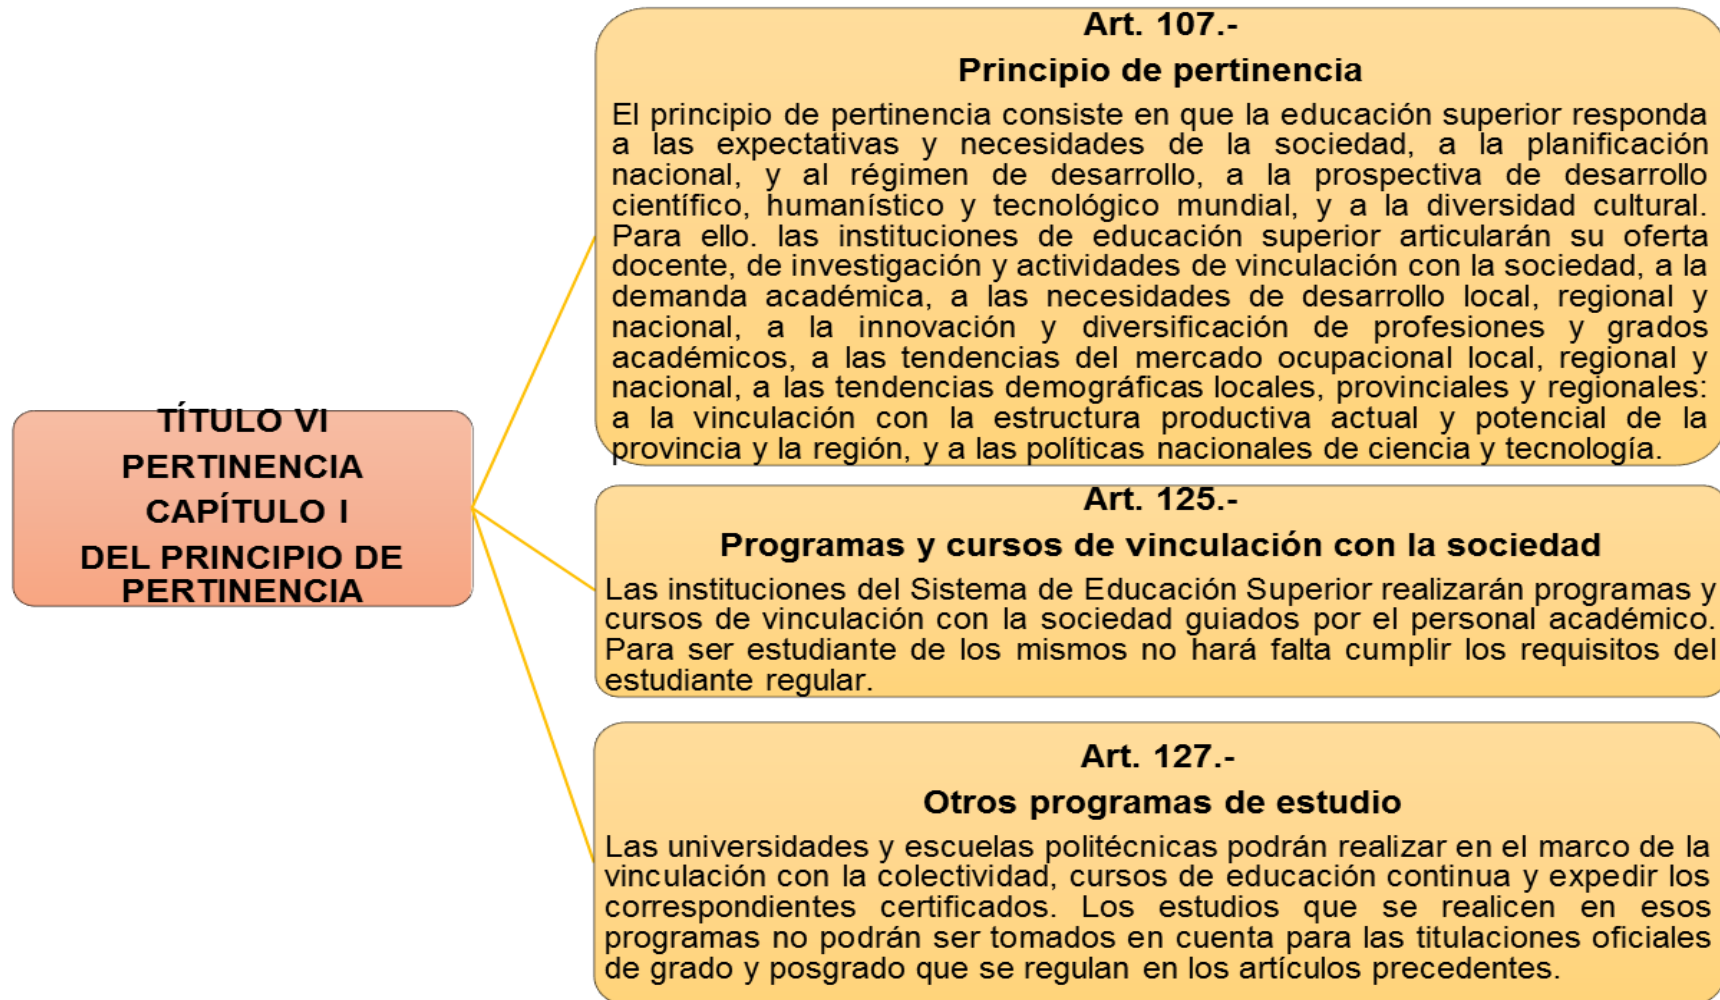 TÍTULO VI
PERTINENCIA
CAPÍTULO I
DEL PRINCIPIO DE
PERTINENCIA
Art. 107.-
Principio de pertinencia
El principio de pertinencia consiste en que la educación superior responda
a las expectativas y necesidades de la sociedad, a la planificación
nacional, y al régimen de desarrollo, a la prospectiva de desarrollo
científico, humanístico y tecnológico mundial, y a la diversidad cultural.
Para ello. las instituciones de educación superior articularán su oferta
docente, de investigación y actividades de vinculación con la sociedad, a la
demanda académica, a las necesidades de desarrollo local, regional y
nacional, a la innovación y diversificación de profesiones y grados
académicos, a las tendencias del mercado ocupacional local, regional y
nacional, a las tendencias demográficas locales, provinciales y regionales:
a la vinculación con la estructura productiva actual y potencial de la
provincia y la región, y a las políticas nacionales de ciencia y tecnología.
Art. 125.-
Programas y cursos de vinculación con la sociedad
Las instituciones del Sistema de Educación Superior realizarán programas y
cursos de vinculación con la sociedad guiados por el personal académico.
Para ser estudiante de los mismos no hará falta cumplir los requisitos del
estudiante regular.
Art. 127.-
Otros programas de estudio
Las universidades y escuelas politécnicas podrán realizar en el marco de la
vinculación con la colectividad, cursos de educación continua y expedir los
correspondientes certificados. Los estudios que se realicen en esos
programas no podrán ser tomados en cuenta para las titulaciones oficiales
de grado y posgrado que se regulan en los artículos precedentes.